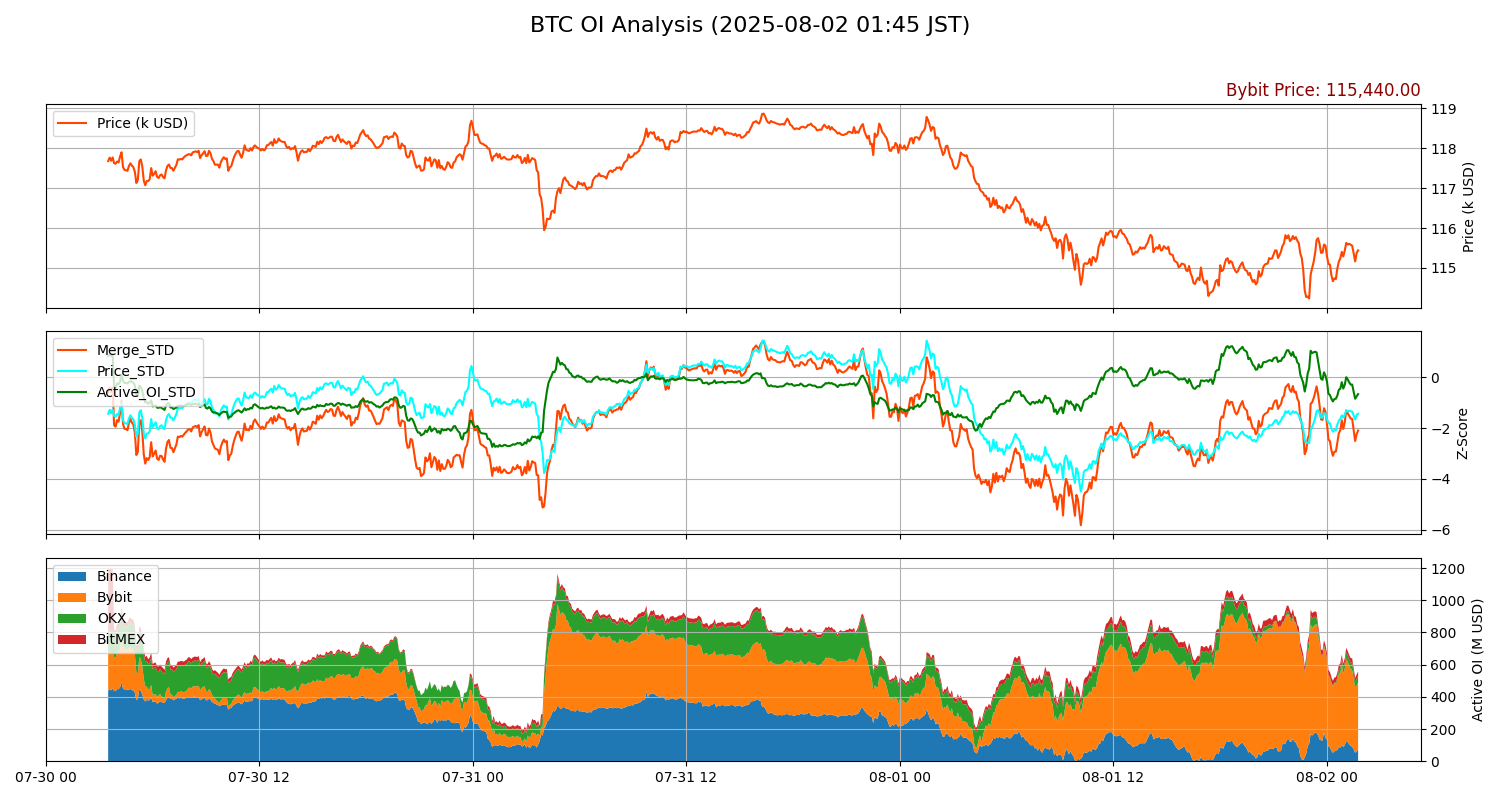 BTC OI Analysis (2025-08-02 01:45 JST)
Bybit Price: 115,440.00
Price (k USD)
119
118
117
116
115
Price (k USD)
Merge_STD
Price_STD
Active_OI_STD
0
−2
−4
−6
Z-Score
Binance
Bybit
OKX
BitMEX
1200
1000
800
600
400
200
0
Active OI (M USD)
07-30 00
07-30 12
07-31 00
07-31 12
08-01 00
08-01 12
08-02 00